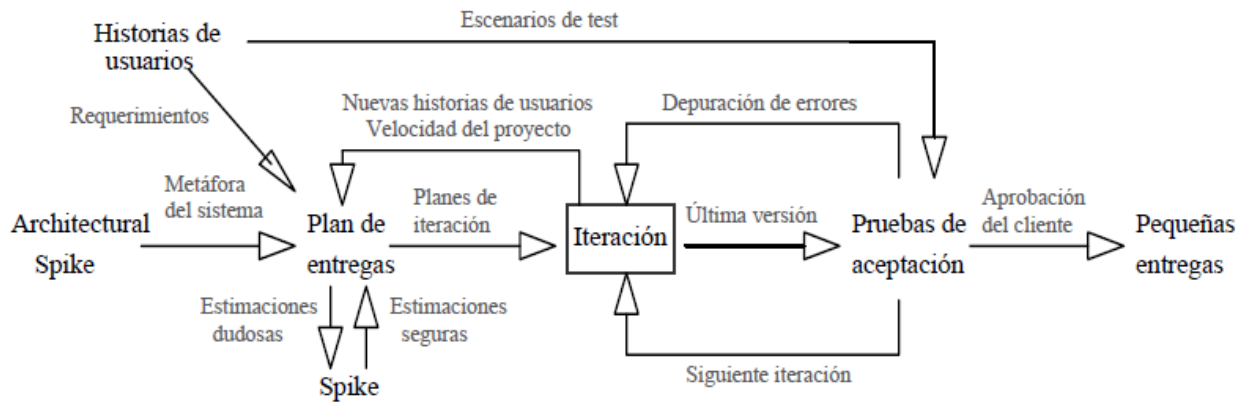 Escenarios de test
Historias de
usuarios
Requerimientos
Nuevas historias de usuarios
Velocidad del proyecto
Depuración de errores
Metáfora
del sistema
Architectural
Spike
Plan de
entregas
Planes de
iteración
Iteración
Última versión
Pruebas de
aceptación
Aprobación
del cliente
Pequeñas
entregas
Estimaciones
dudosas
Estimaciones
seguras
Spike
Siguiente iteración